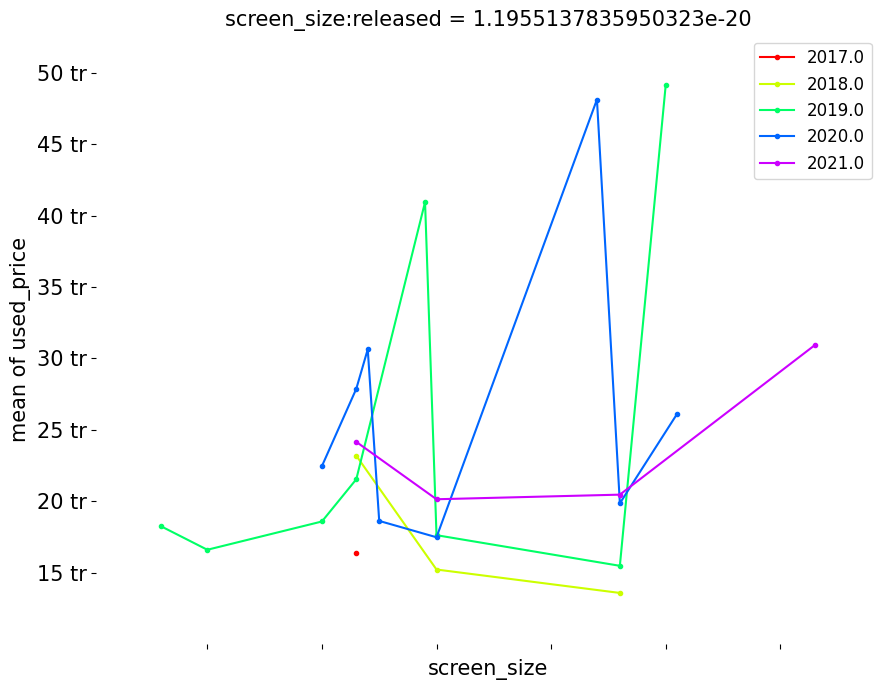 screen_size:released = 1.1955137835950323e-20
50 tr
45 tr
40 tr
35 tr
30 tr
25 tr
20 tr
15 tr
mean of used_price
screen_size
2017.0
2018.0
2019.0
2020.0
2021.0